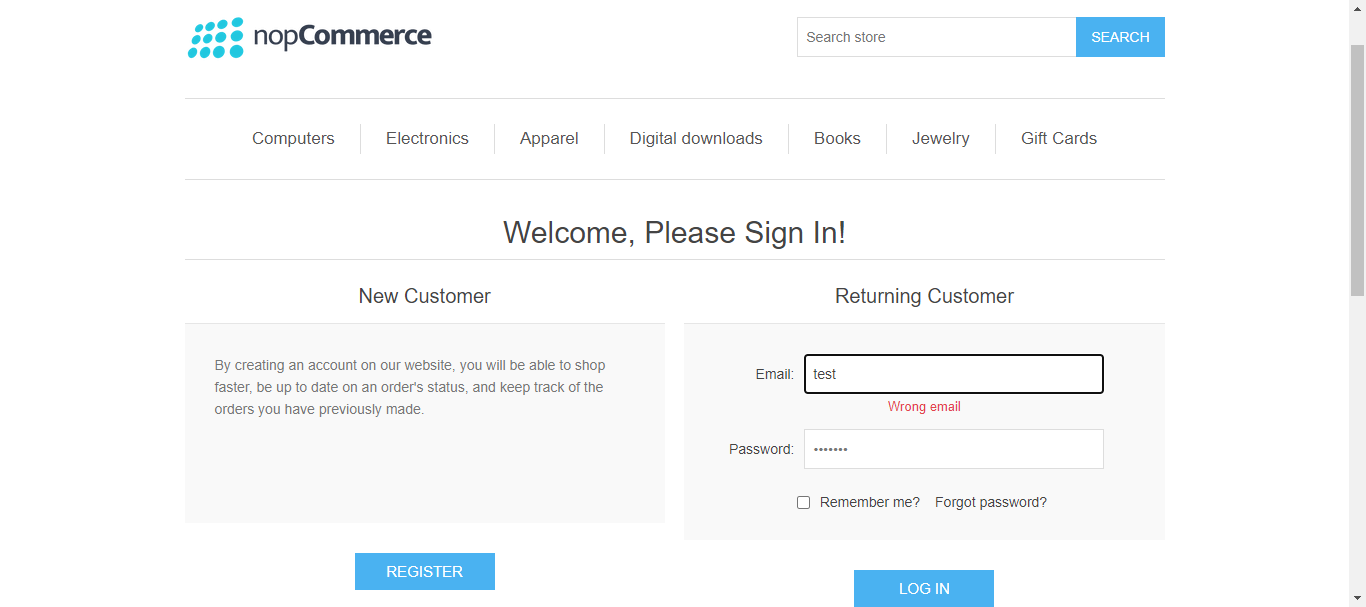 nopCommerce
Search store
SEARCH
Computers
Electronics
Apparel
Digital downloads
Books
Jewelry
Gift Cards
Welcome, Please Sign In!
New Customer
By creating an account on our website, you will be able to shop
faster, be up to date on an order's status, and keep track of the
orders you have previously made.
REGISTER
Returning Customer
Email: test
Wrong email
Password: •••••••
Remember me? Forgot password?
LOG IN